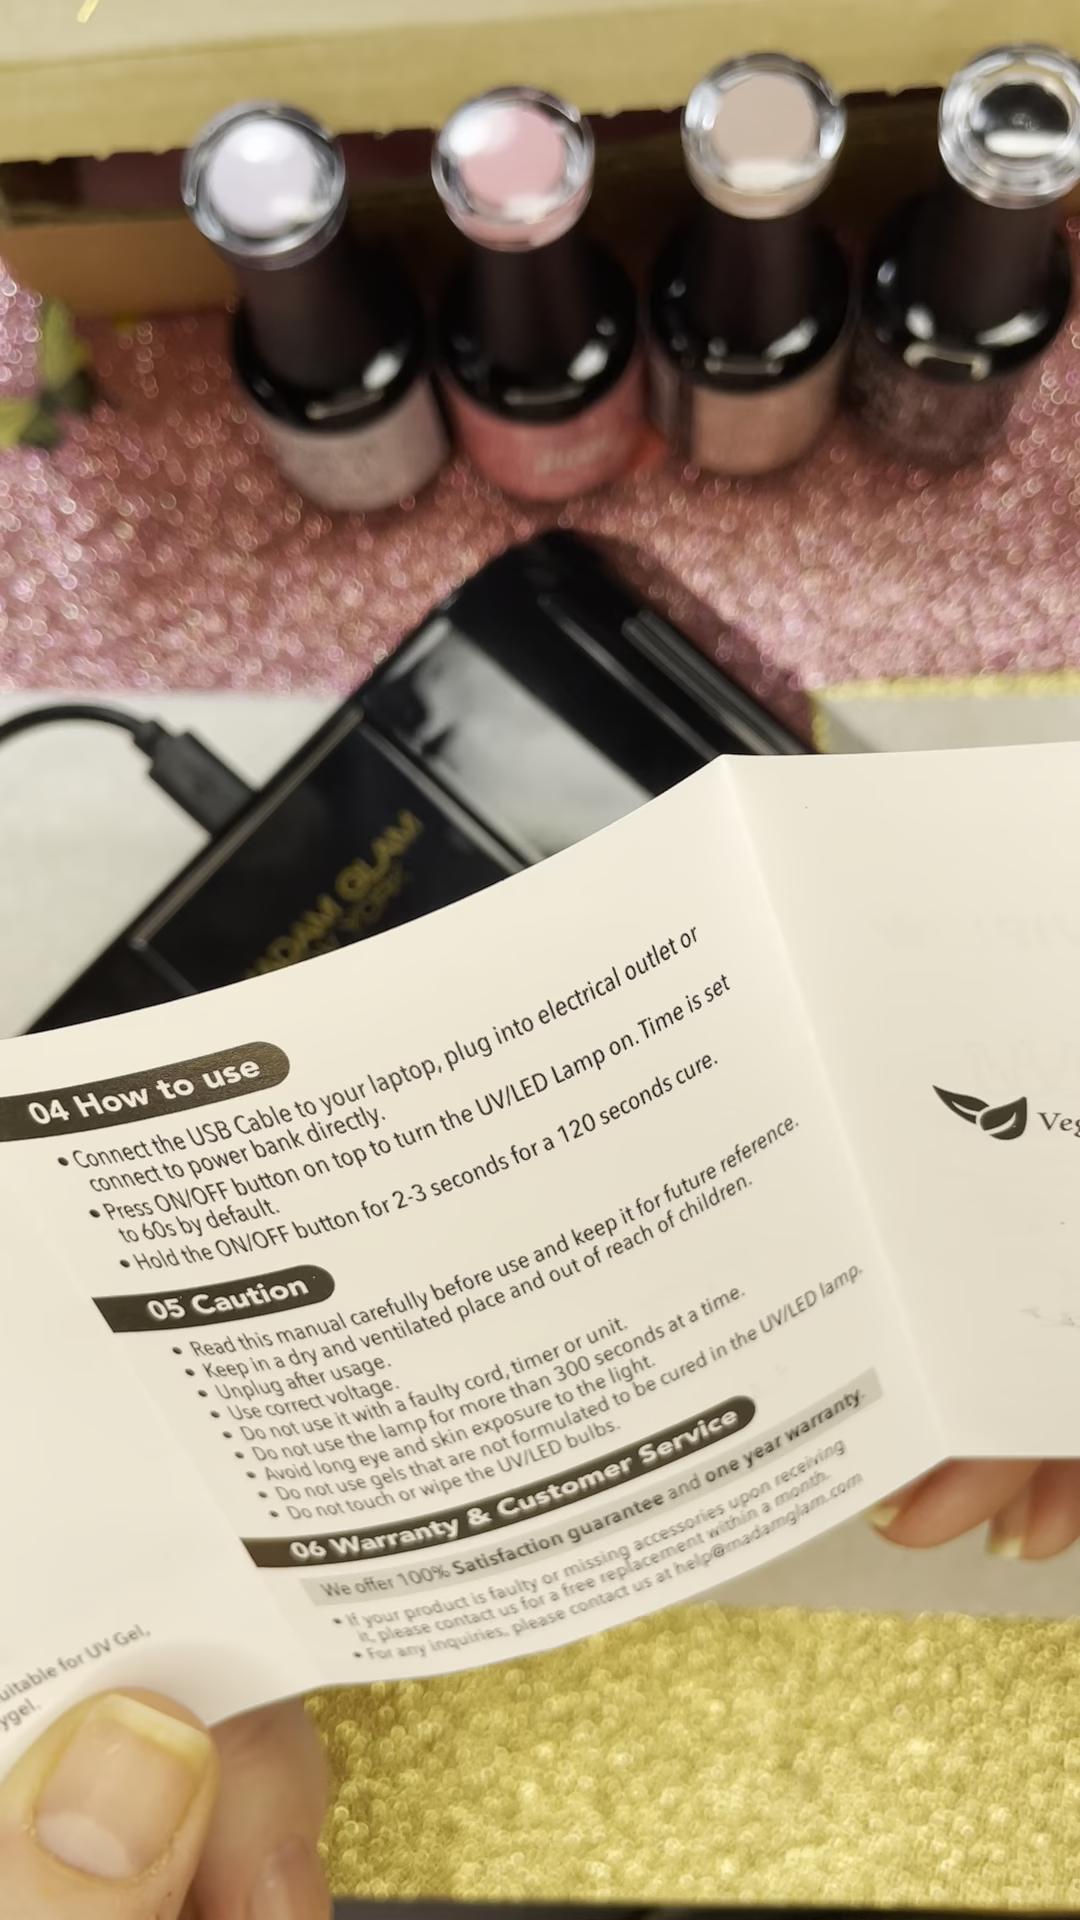 MADAM GLAM
04 How to use
• Connect the USB Cable to your laptop, plug into electrical outlet or
connect to power bank directly.
• Press ON/OFF button on top to turn the UV/LED Lamp on. Time is set
to 60s by default.
• Hold the ON/OFF button for 2-3 seconds for a 120 seconds cure.
05 Caution
• Read this manual carefully before use and keep it for future reference.
• Keep in a dry and ventilated place and out of reach of children.
• Unplug after usage.
• Use correct voltage.
• Do not use it with a faulty cord, timer or unit.
• Do not use the lamp for more than 300 seconds at a time.
• Avoid long eye and skin exposure to the light.
• Do not use gels that are not formulated to be cured in the UV/LED lamp.
• Do not touch or wipe the UV/LED bulbs.
06 Warranty & Customer Service
We offer 100% Satisfaction guarantee and one year warranty.
• If your product is faulty or missing accessories upon receiving
it, please contact us for a free replacement within a month.
• For any inquiries, please contact us at help@madamglam.com
uitable for UV Gel,
ygel.
Veg